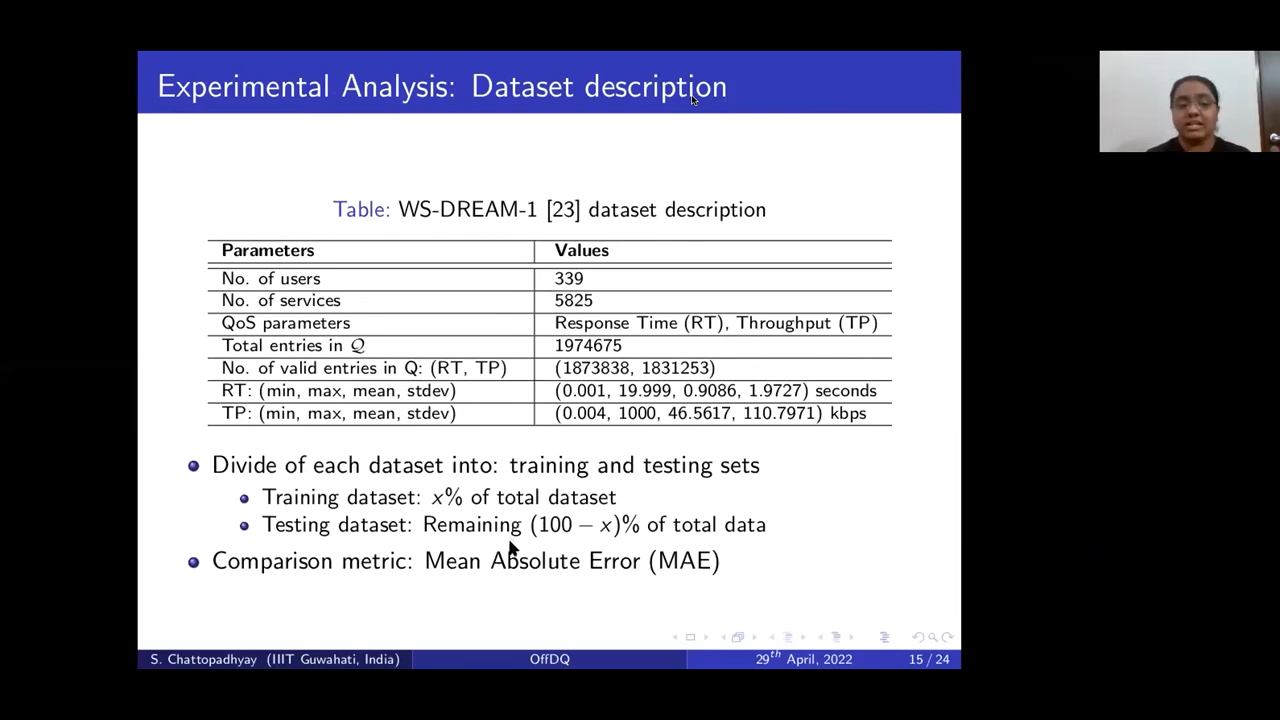 Experimental Analysis: Dataset description
Table: WS-DREAM-1 [23] dataset description
Parameters Values
No. of users 339
No. of services 5825
QoS parameters Response Time (RT), Throughput (TP)
Total entries in Q 1974675
No. of valid entries in Q: (RT, TP) (1873838, 1831253)
RT: (min, max, mean, stdev) (0.001, 19.999, 0.9086, 1.9727) seconds
TP: (min, max, mean, stdev) (0.004, 1000, 46.5617, 110.7971) kbps
Divide of each dataset into: training and testing sets
Training dataset: x% of total dataset
Testing dataset: Remaining (100 − x)% of total data
Comparison metric: Mean Absolute Error (MAE)
S. Chattopadhyay (IIIT Guwahati, India) OffDQ 29th April, 2022 15 / 24